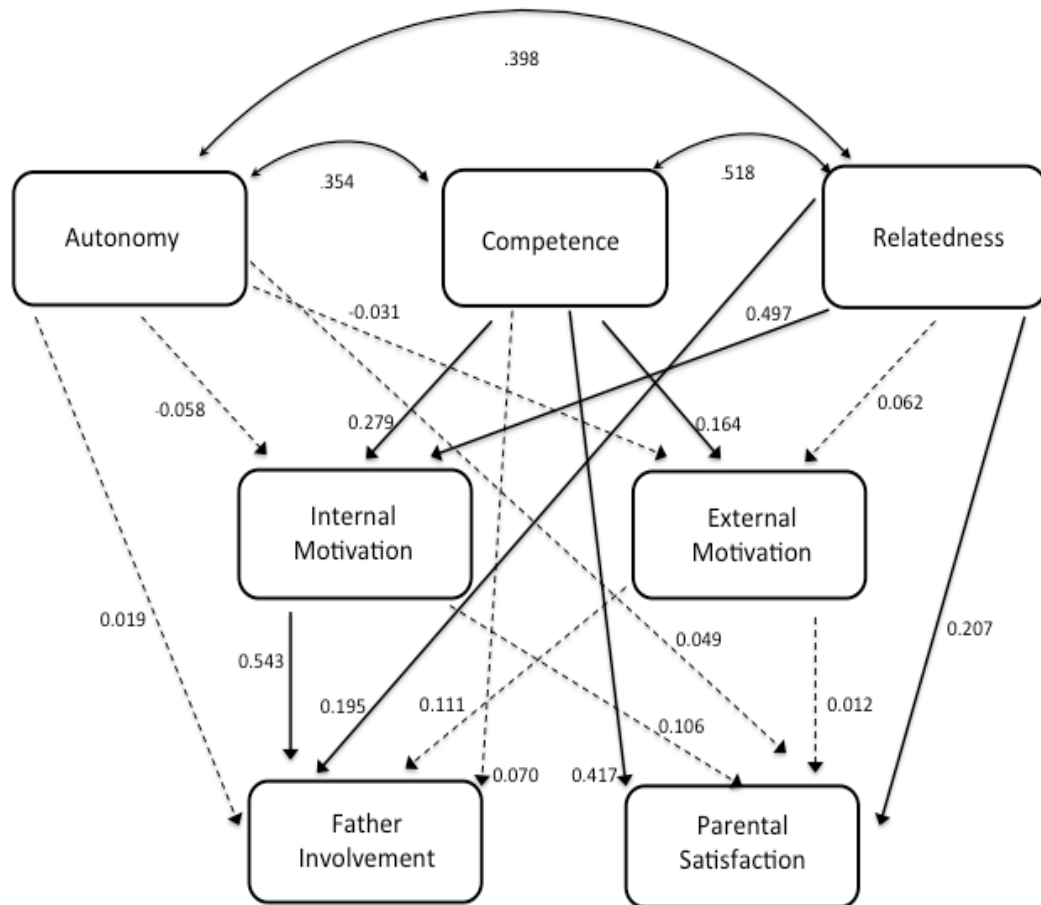 .398
.354
.518
Autonomy
Competence
Relatedness
-0.031
0.497
-0.058
0.279
0.164
0.062
Internal
Motivation
External
Motivation
0.019
0.543
0.195
0.111
0.049
0.106
0.012
0.207
0.070
0.417
Father
Involvement
Parental
Satisfaction